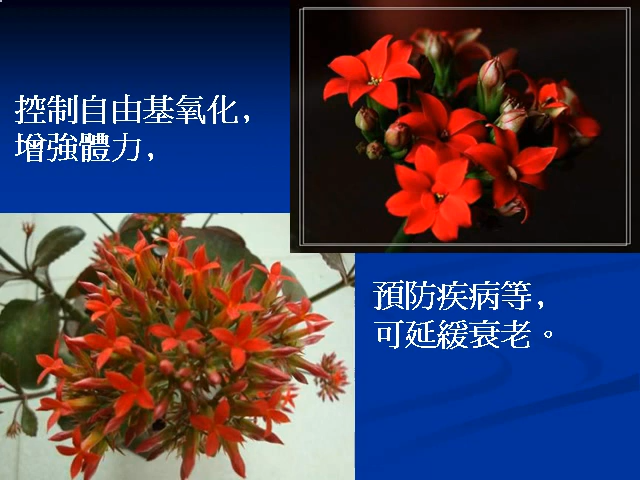 控制自由基氧化，
增強體力，
預防疾病等，
可延緩衰老。